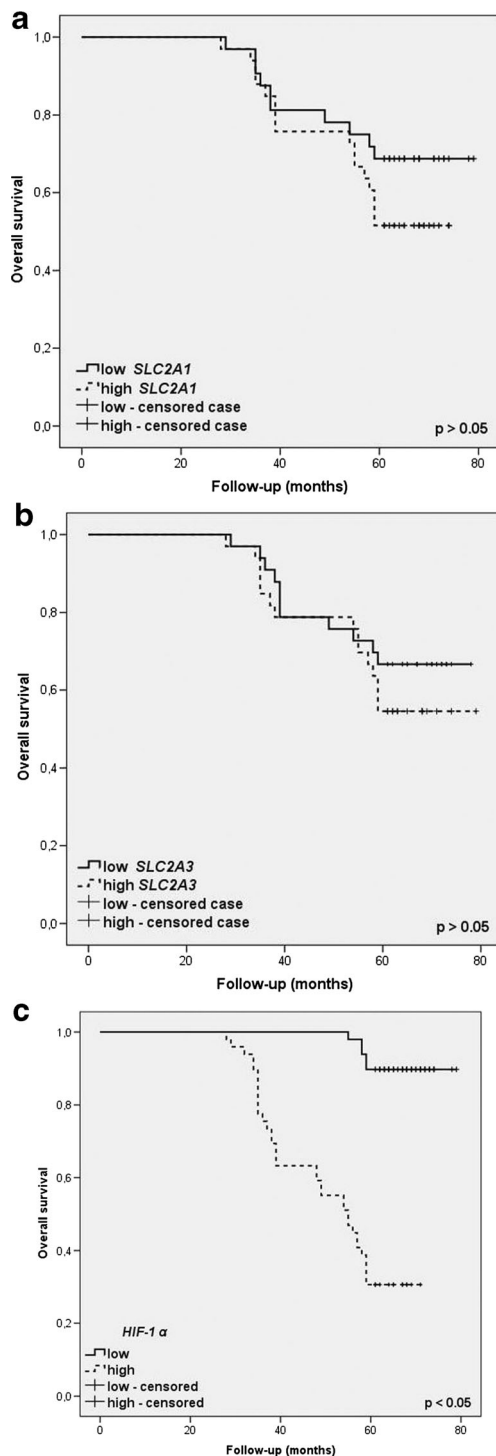 a
1,0
0,8
0,6
0,4
0,2
0,0
Overall survival
low SLC2A1
high SLC2A1
low - censored case
high - censored case
p > 0.05
0 20 40 60 80
Follow-up (months)
b
1,0
0,8
0,6
0,4
0,2
0,0
Overall survival
low SLC2A3
high SLC2A3
low - censored case
high - censored case
p > 0.05
0 20 40 60 80
Follow-up (months)
c
1,0
0,8
0,6
0,4
0,2
0,0
Overall survival
HIF-1 α
low
high
low - censored
high - censored
p < 0.05
0 20 40 60 80
Follow-up (months)